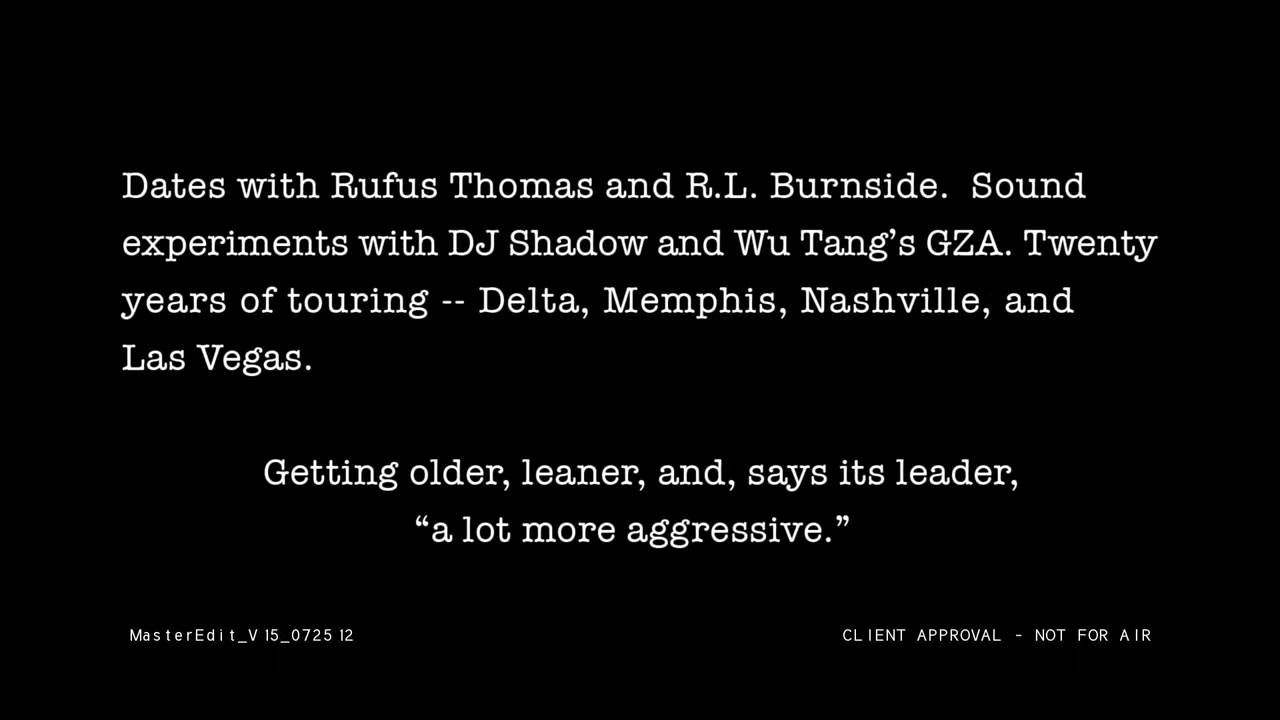 Dates with Rufus Thomas and R.L. Burnside.  Sound
experiments with DJ Shadow and Wu Tang’s GZA. Twenty
years of touring -- Delta, Memphis, Nashville, and
Las Vegas.
Getting older, leaner, and, says its leader,
“a lot more aggressive.”
MasterEdit_V15_072512
CLIENT APPROVAL - NOT FOR AIR